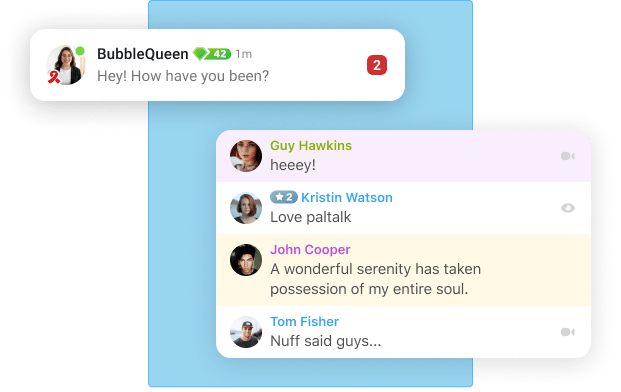 BubbleQueen 42 1m
Hey! How have you been?
2
Guy Hawkins
heeey!
2 Kristin Watson
Love paltalk
John Cooper
A wonderful serenity has taken
possession of my entire soul.
Tom Fisher
Nuff said guys...